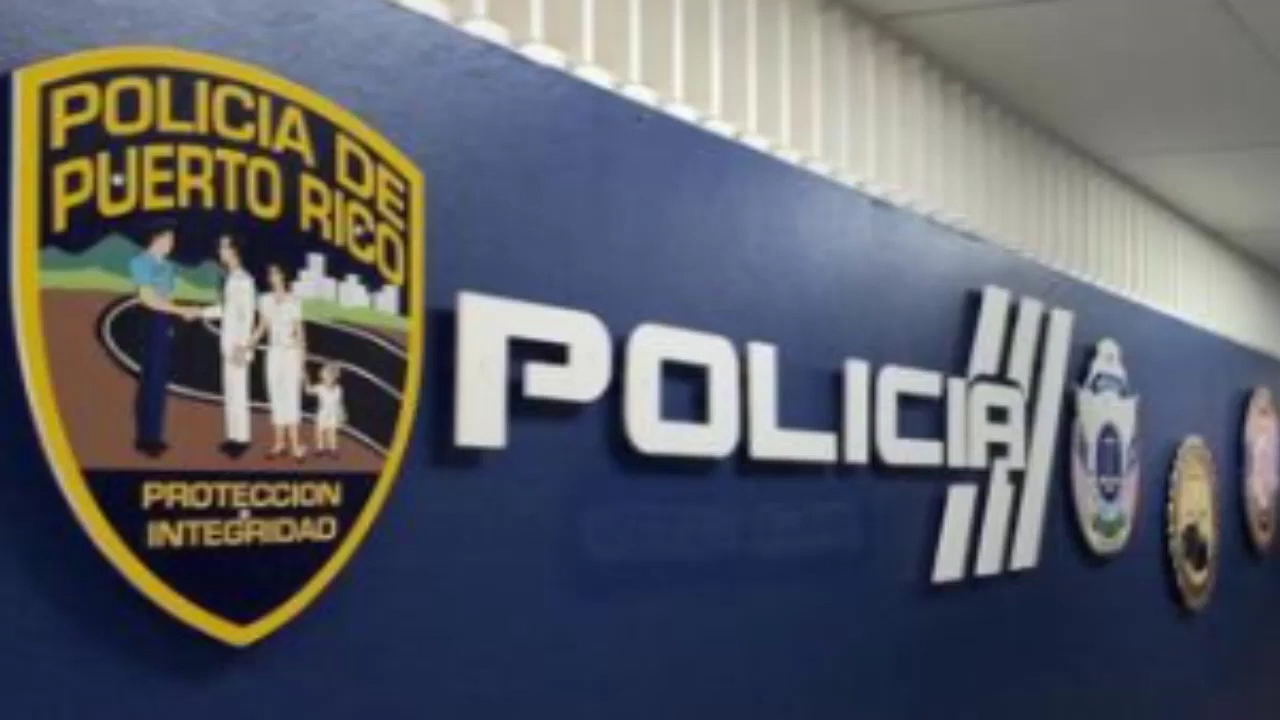 POLICIA DE
PUERTO RICO
PROTECCION
INTEGRIDAD
POLICIA